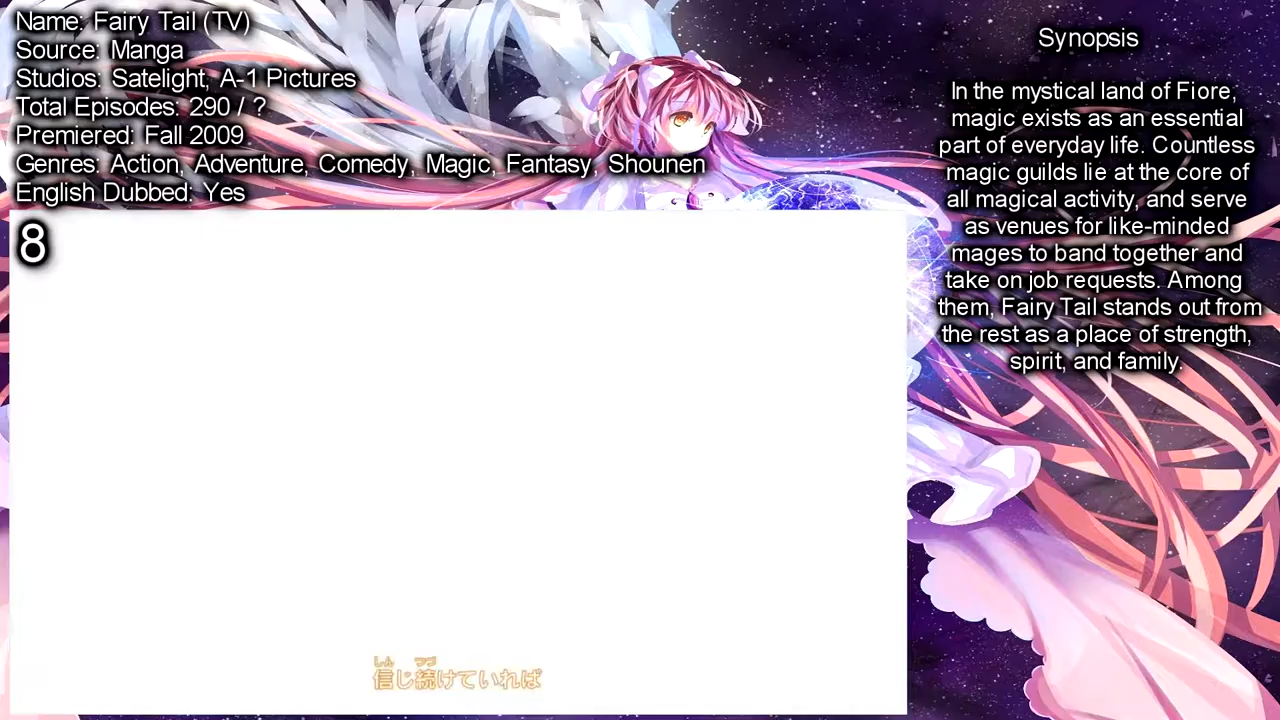 Name: Fairy Tail (TV)
Source: Manga
Studios: Satelight, A-1 Pictures
Total Episodes: 290 / ?
Premiered: Fall 2009
Genres: Action, Adventure, Comedy, Magic, Fantasy, Shounen
English Dubbed: Yes
8
しん つづ
信じ続けていれば
Synopsis
In the mystical land of Fiore,
magic exists as an essential
part of everyday life. Countless
magic guilds lie at the core of
all magical activity, and serve
as venues for like-minded
mages to band together and
take on job requests. Among
them, Fairy Tail stands out from
the rest as a place of strength,
spirit, and family.